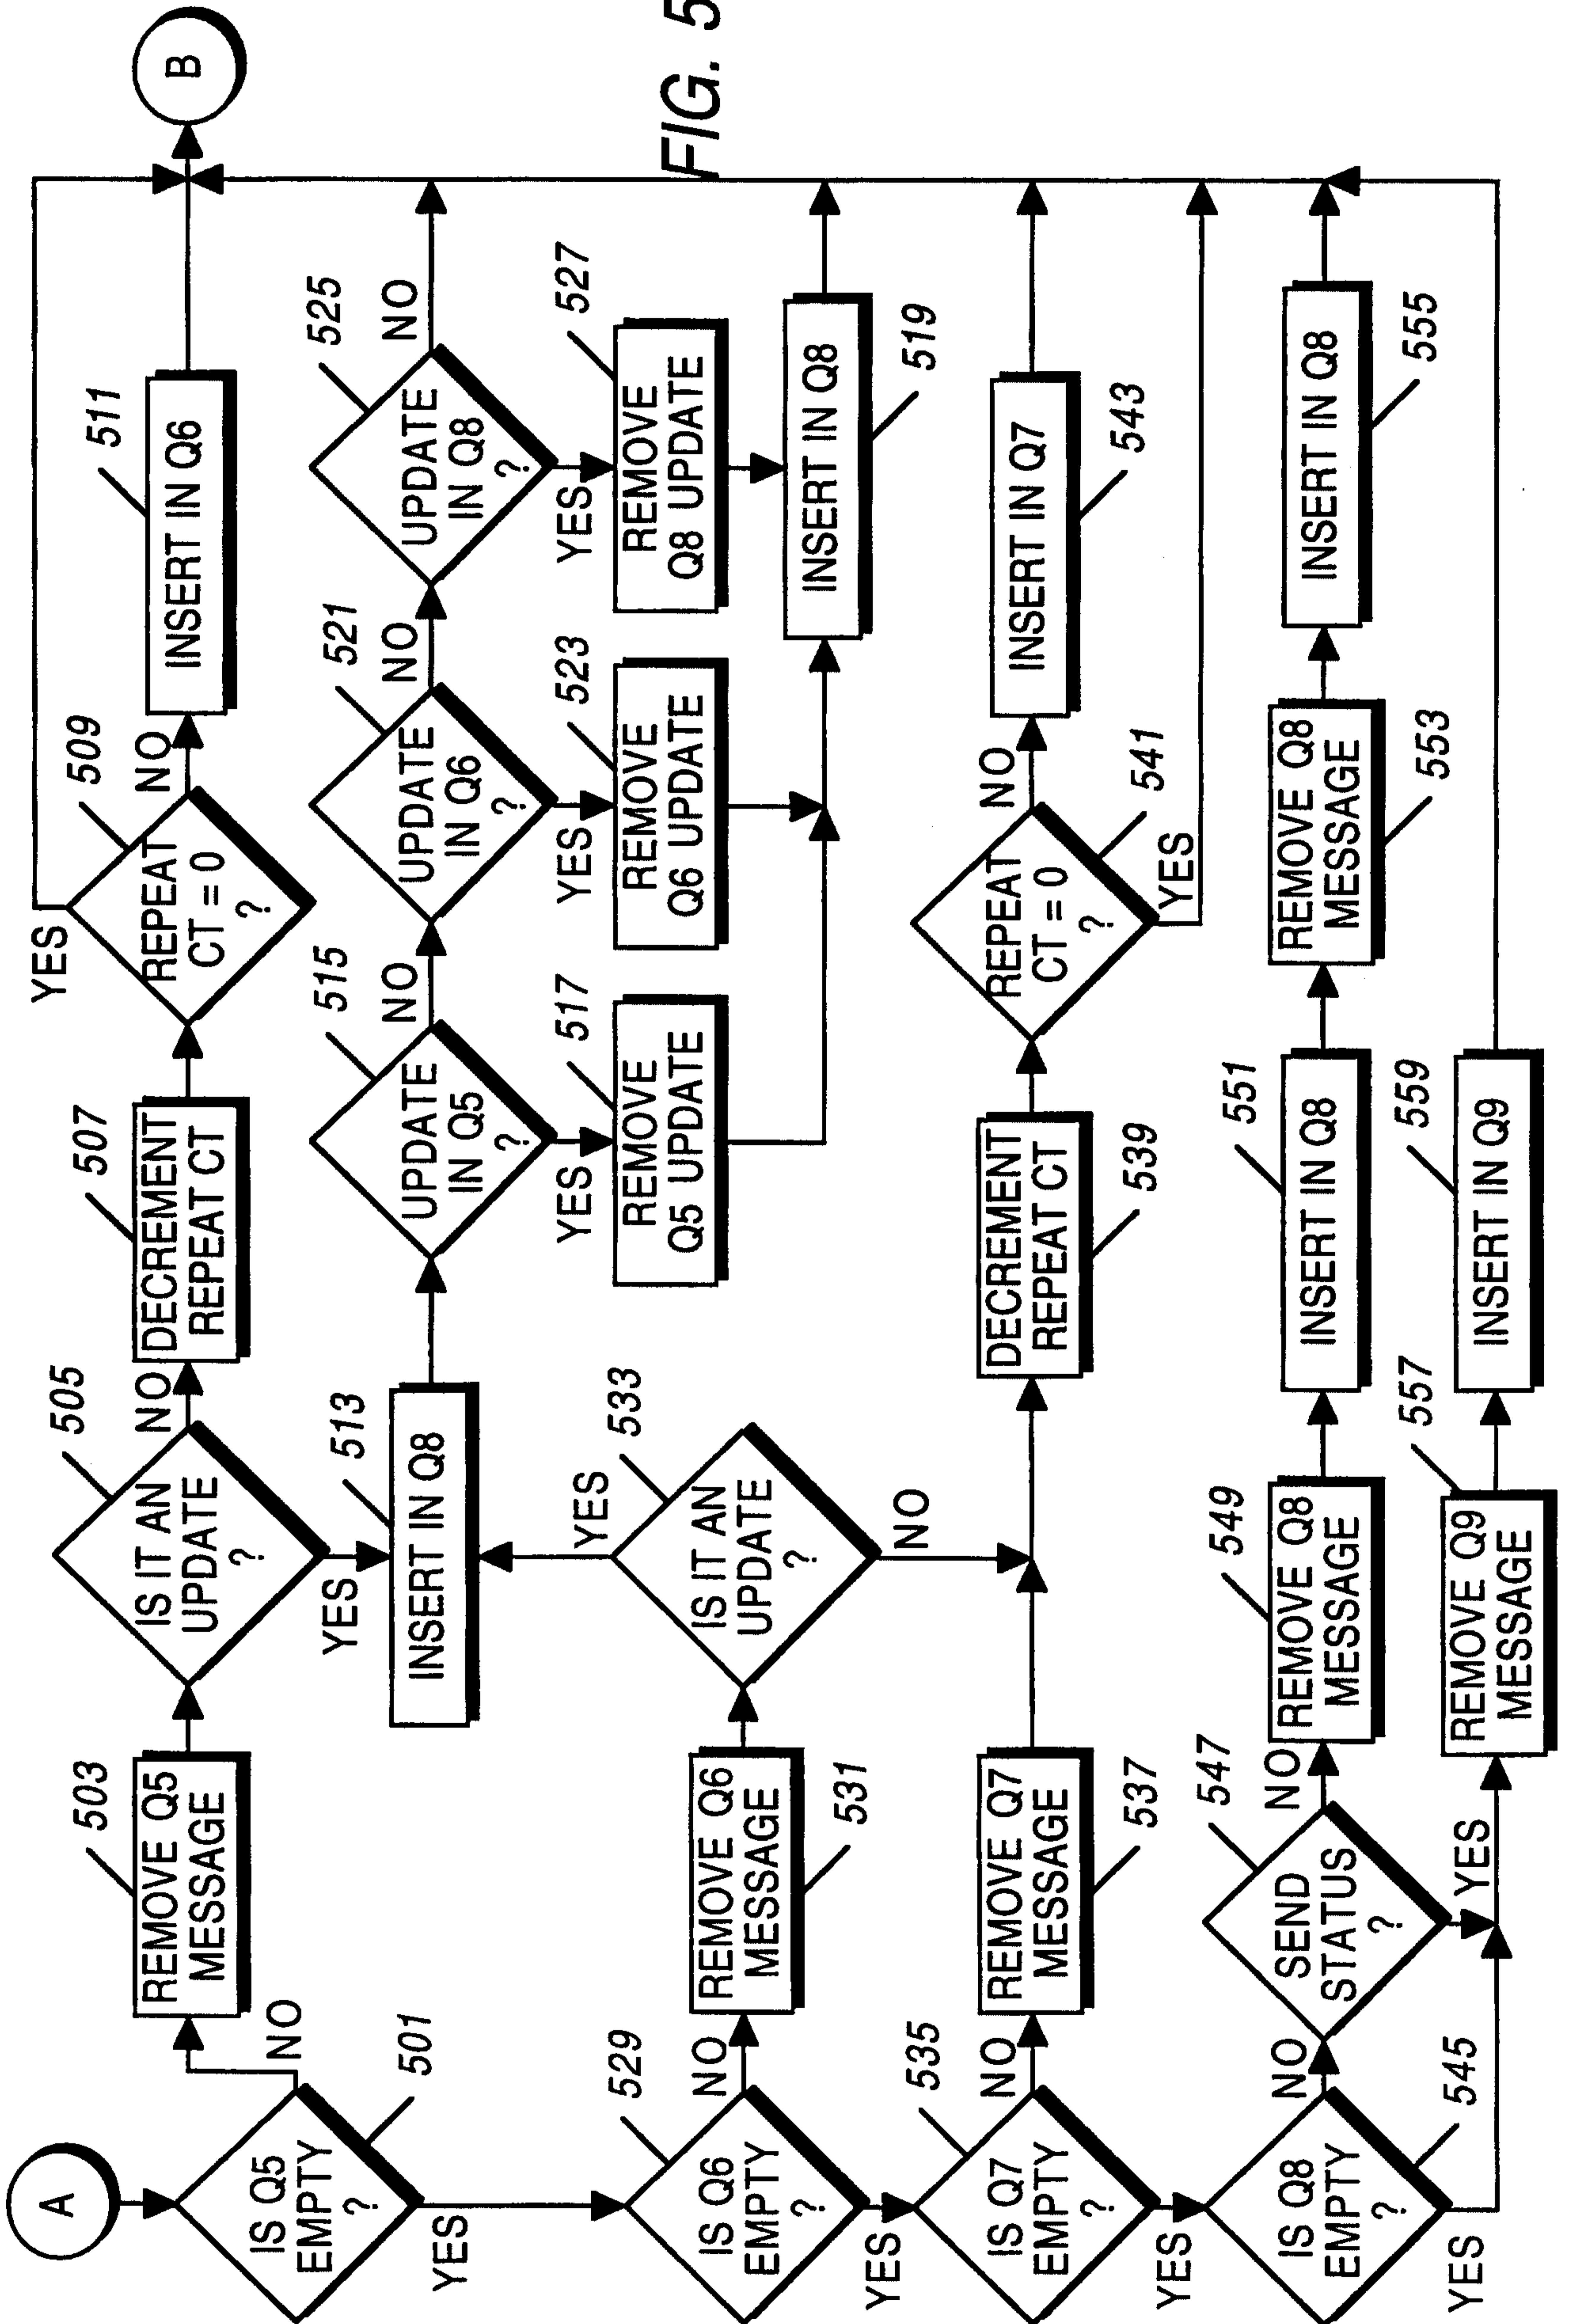 A
IS Q5
EMPTY
?
501
NO
YES
503
REMOVE Q5
MESSAGE
505
IS IT AN
UPDATE
?
NO
YES
507
DECREMENT
REPEAT CT
509
REPEAT
CT = 0
?
YES
NO
511
INSERT IN Q6
B
513
INSERT IN Q8
515
UPDATE
IN Q5
?
NO
YES
517
REMOVE
Q5 UPDATE
521
UPDATE
IN Q6
?
NO
YES
523
REMOVE
Q6 UPDATE
525
UPDATE
IN Q8
?
NO
YES
527
REMOVE
Q8 UPDATE
INSERT IN Q8
519
FIG. 5
529
IS Q6
EMPTY
?
NO
YES
REMOVE Q6
MESSAGE
531
533
IS IT AN
UPDATE
?
YES
NO
535
IS Q7
EMPTY
?
NO
YES
REMOVE Q7
MESSAGE
537
DECREMENT
REPEAT CT
539
REPEAT
CT = 0
?
541
NO
YES
INSERT IN Q7
543
IS Q8
EMPTY
?
545
NO
YES
547
SEND
STATUS
?
NO
YES
549
REMOVE Q8
MESSAGE
551
INSERT IN Q8
REMOVE Q8
MESSAGE
553
INSERT IN Q8
555
557
REMOVE Q9
MESSAGE
559
INSERT IN Q9